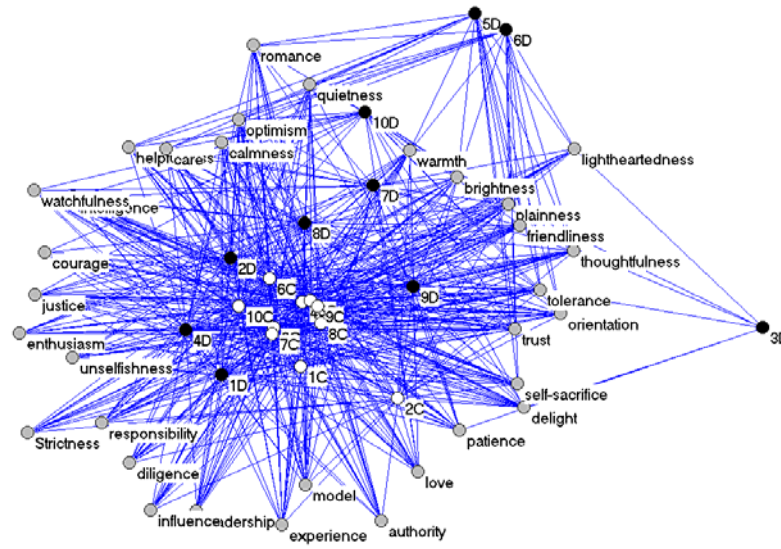 5D
6D
romance
quietness
10D
optimism
calmness
care
warmth
lightheartedness
7D
brightness
watchfulness
plainness
8D
friendliness
courage
2D
thoughtfulness
6C
9D
justice
tolerance
10C
9C
orientation
enthusiasm
4D
8C
trust
3D
7C
unselfishness
1C
1D
self-sacrifice
2C
delight
Strictness
responsibility
patience
diligence
love
model
influence
experience
authority